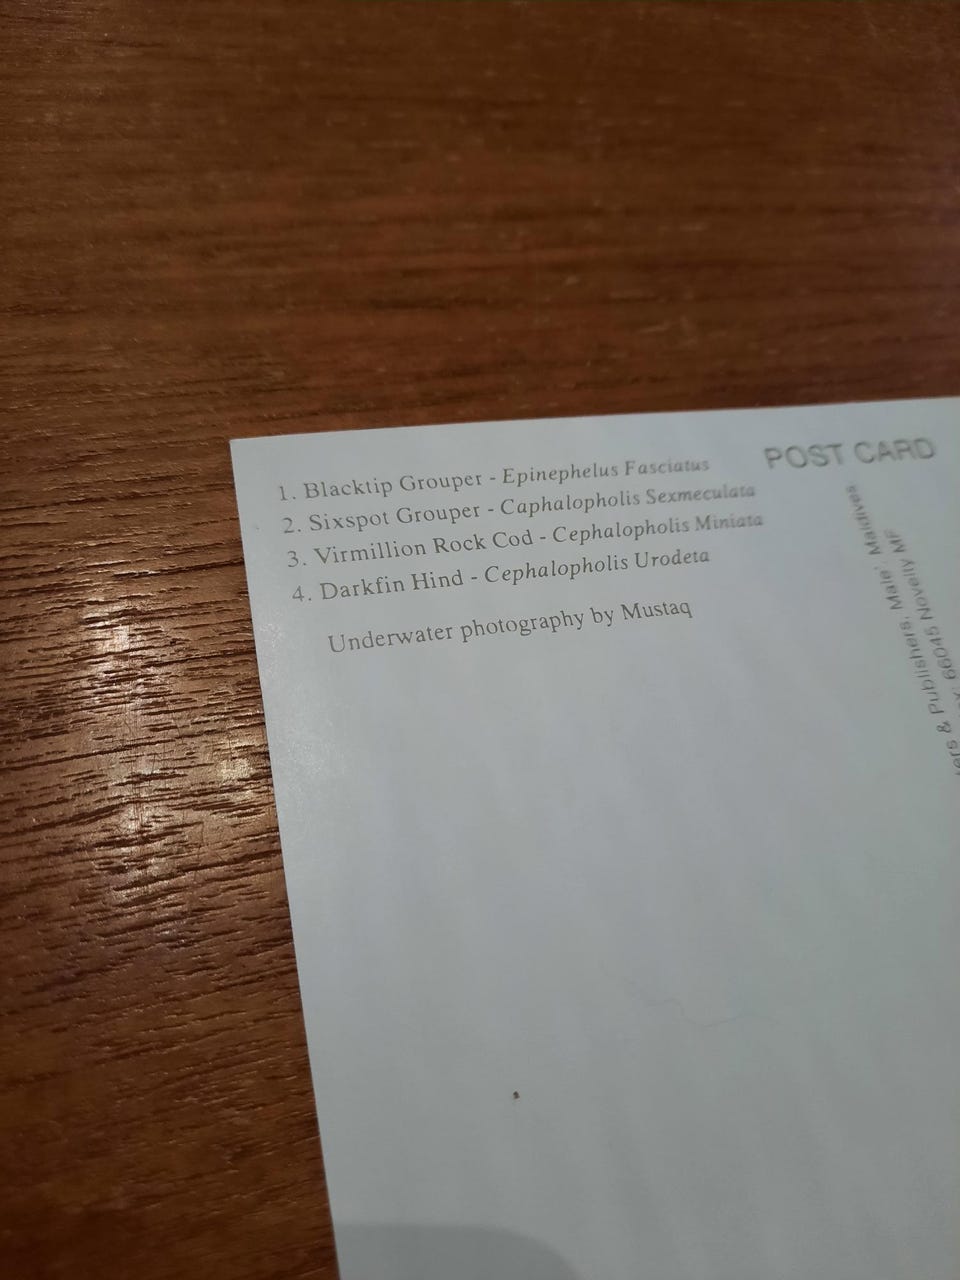 1. Blacktip Grouper - Epinephelus Fasciatus
2. Sixspot Grouper - Caphalopholis Sexmeculata
3. Virmillion Rock Cod - Cephalopholis Miniata
4. Darkfin Hind - Cephalopholis Urodeta
Underwater photography by Mustaq
POST CARD
& Publishers, Male', Maldives
66045 Novelty MF